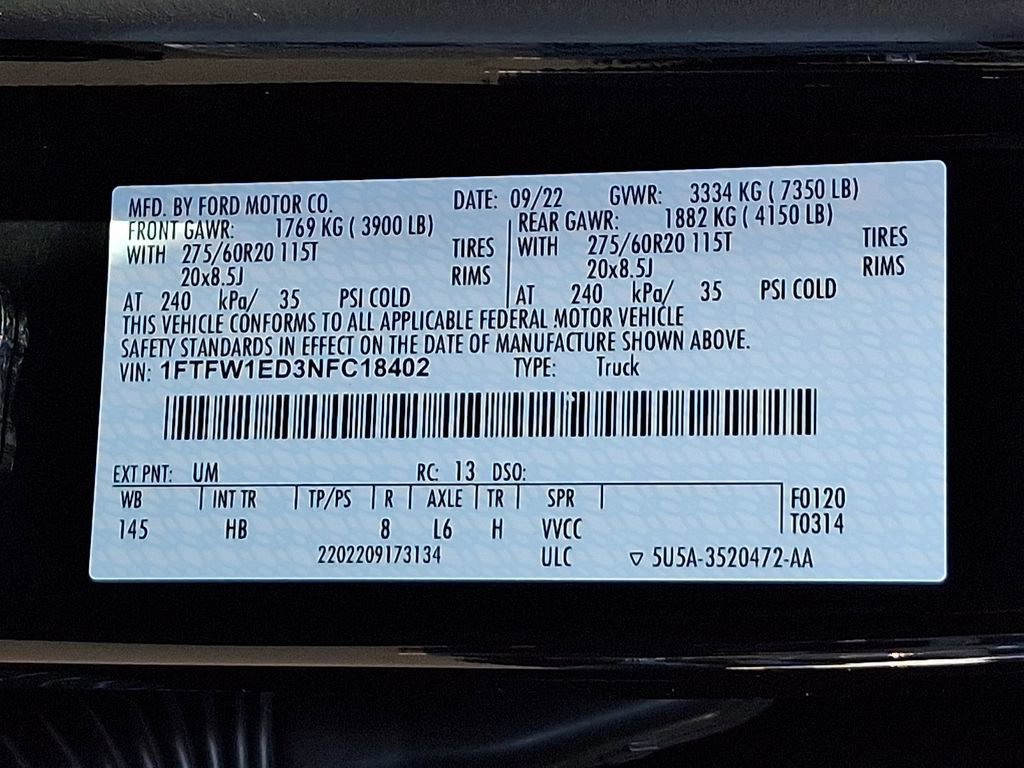 MFD. BY FORD MOTOR CO. DATE: 09/22 GVWR: 3334 KG ( 7350 LB)
FRONT GAWR: 1769 KG ( 3900 LB) REAR GAWR: 1882 KG ( 4150 LB)
WITH 275/60R20 115T TIRES WITH 275/60R20 115T TIRES
20x8.5J RIMS 20x8.5J RIMS
AT 240 kPa/ 35 PSI COLD AT 240 kPa/ 35 PSI COLD
THIS VEHICLE CONFORMS TO ALL APPLICABLE FEDERAL MOTOR VEHICLE
SAFETY STANDARDS IN EFFECT ON THE DATE OF MANUFACTURE SHOWN ABOVE.
VIN: 1FTFW1ED3NFC18402 TYPE: Truck
EXT PNT: UM RC: 13 DSO:
WB INT TR TP/PS R AXLE TR SPR F0120
145 HB 8 L6 H VVCC T0314
2202209173134 ULC ▽ 5U5A-3520472-AA